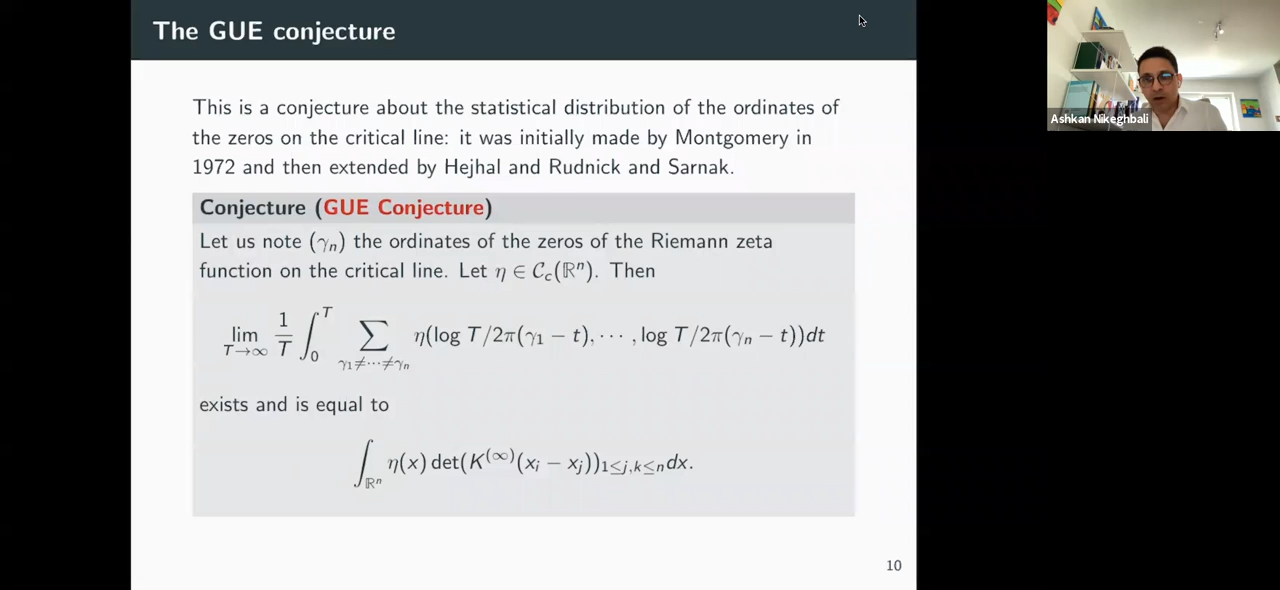 The GUE conjecture
Ashkan Nikeghbali
This is a conjecture about the statistical distribution of the ordinates of
the zeros on the critical line: it was initially made by Montgomery in
1972 and then extended by Hejhal and Rudnick and Sarnak.
Conjecture (GUE Conjecture)
Let us note (γₙ) the ordinates of the zeros of the Riemann zeta
function on the critical line. Let η ∈ 𝒞_c(ℝⁿ). Then
lim_{T→∞} 1/T ∫₀ᵀ ∑_{γ₁≠⋯≠γₙ} η(log T/2π(γ₁ − t), ⋯ , log T/2π(γₙ − t))dt
exists and is equal to
∫_{ℝⁿ} η(x) det(K^{(∞)}(x_i − x_j))_{1≤j,k≤n}dx.
10